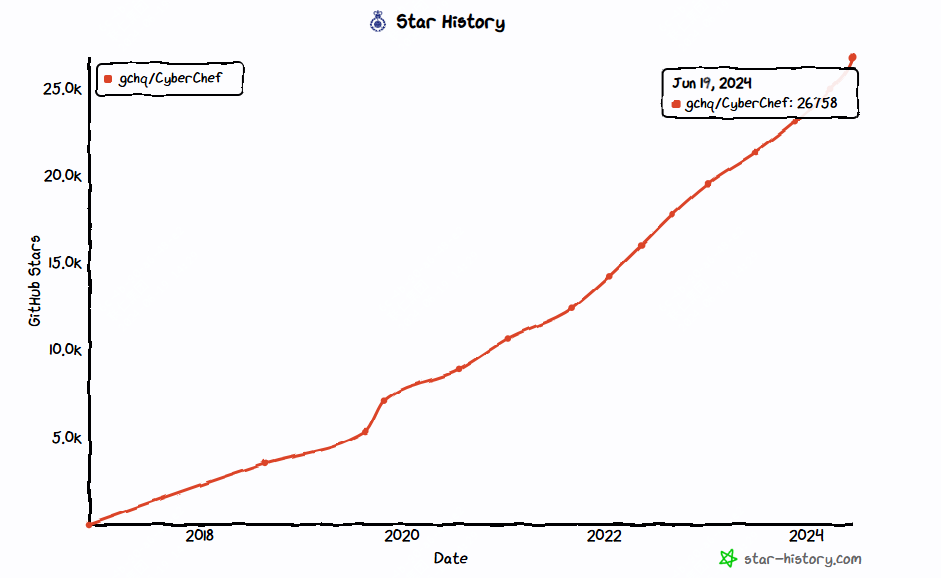 Star History
gchq/CyberChef
Jun 19, 2024
gchq/CyberChef: 26758
25.0k
20.0k
15.0k
10.0k
5.0k
GitHub Stars
2018
2020
2022
2024
Date
star-history.com